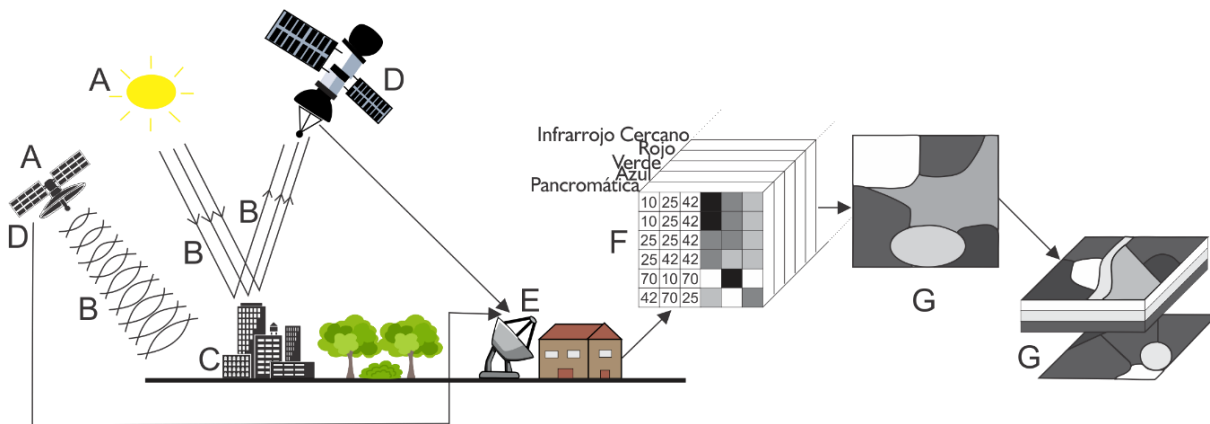 A
D
A
D
B
B
B
C
E
Infrarrojo Cercano
Rojo
Verde
Azul
Pancromática
F
10 25 42
10 25 42
25 25 42
25 42 42
70 10 70
42 70 25
G
G